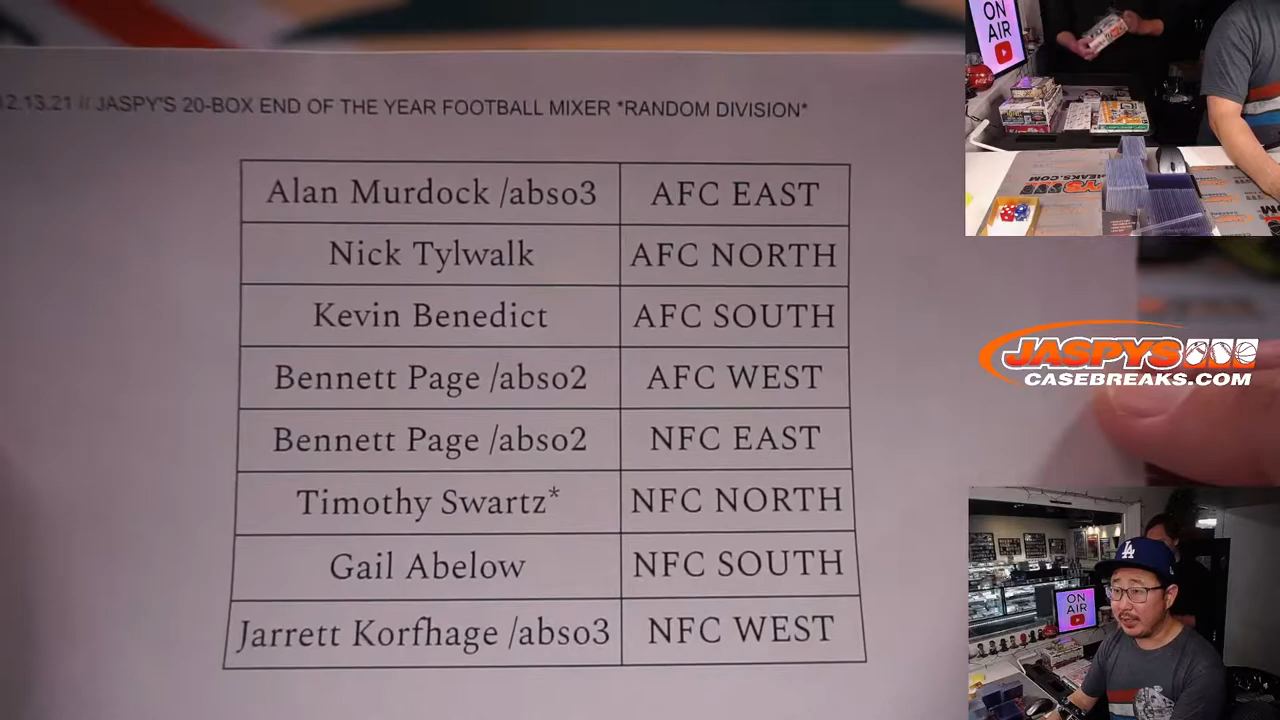 2.13.21 // JASPY'S 20-BOX END OF THE YEAR FOOTBALL MIXER *RANDOM DIVISION*
Alan Murdock /abso3 AFC EAST
Nick Tylwalk AFC NORTH
Kevin Benedict AFC SOUTH
Bennett Page /abso2 AFC WEST
Bennett Page /abso2 NFC EAST
Timothy Swartz* NFC NORTH
Gail Abelow NFC SOUTH
Jarrett Korfhage /abso3 NFC WEST
ON
AIR
JASPYS
CASEBREAKS.COM
LA
ON
AIR